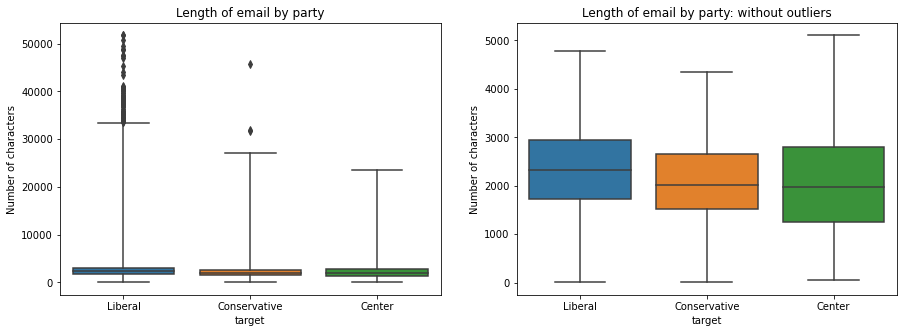 Length of email by party
Number of characters
50000
40000
30000
20000
10000
0
Liberal
Conservative
Center
target
Length of email by party: without outliers
Number of characters
5000
4000
3000
2000
1000
0
Liberal
Conservative
Center
target